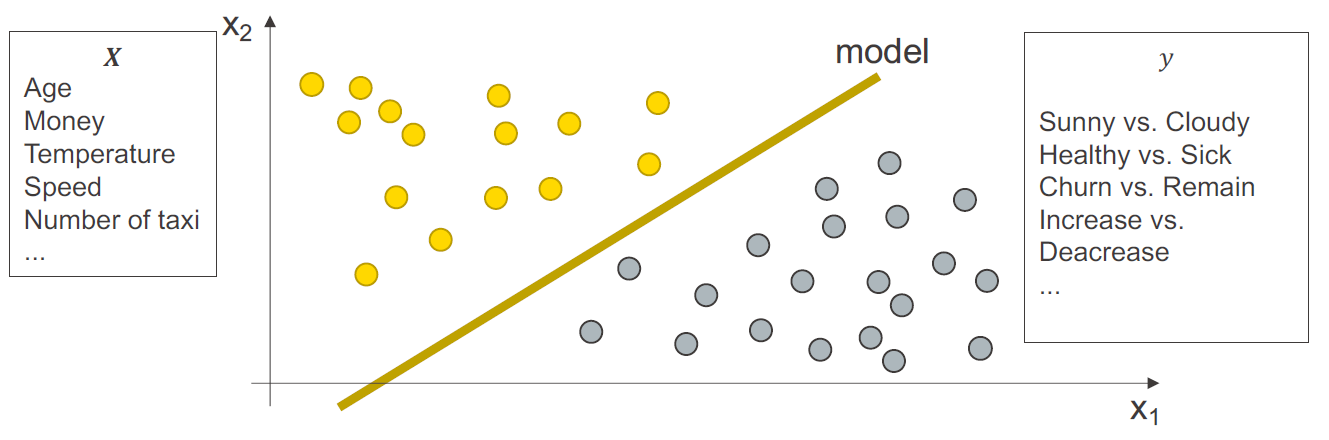 X
Age
Money
Temperature
Speed
Number of taxi
...
x₂
model
x₁
y
Sunny vs. Cloudy
Healthy vs. Sick
Churn vs. Remain
Increase vs.
Deacrease
...